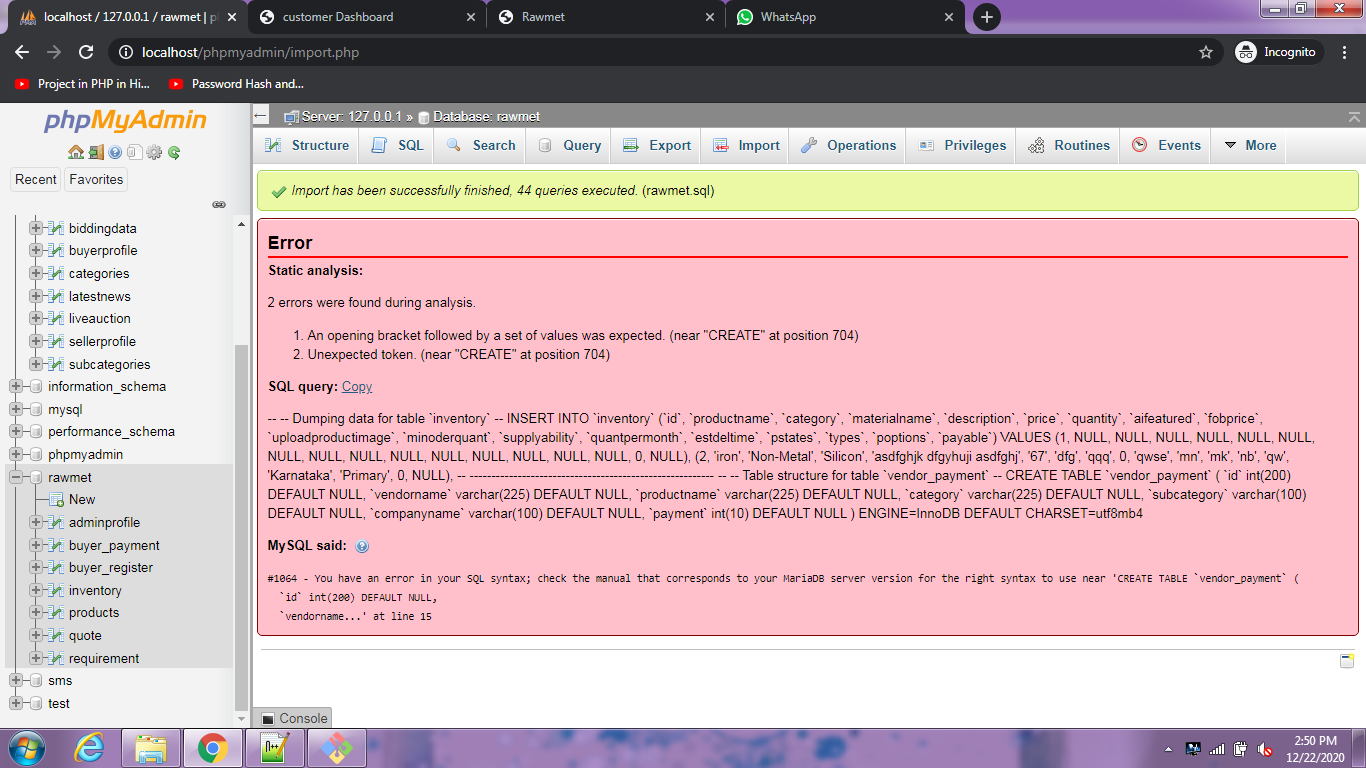 localhost / 127.0.0.1 / rawmet | p
customer Dashboard
Rawmet
WhatsApp
localhost/phpmyadmin/import.php
Incognito
Project in PHP in Hi...
Password Hash and...
phpMyAdmin
Recent
Favorites
biddingdata
buyerprofile
categories
latestnews
liveauction
sellerprofile
subcategories
information_schema
mysql
performance_schema
phpmyadmin
rawmet
New
adminprofile
buyer_payment
buyer_register
inventory
products
quote
requirement
sms
test
Server: 127.0.0.1 » Database: rawmet
Structure
SQL
Search
Query
Export
Import
Operations
Privileges
Routines
Events
More
Import has been successfully finished, 44 queries executed. (rawmet.sql)
Error
Static analysis:
2 errors were found during analysis.
1. An opening bracket followed by a set of values was expected. (near "CREATE" at position 704)
2. Unexpected token. (near "CREATE" at position 704)
SQL query: Copy
-- -- Dumping data for table `inventory` -- INSERT INTO `inventory` (`id`, `productname`, `category`, `materialname`, `description`, `price`, `quantity`, `aifeatured`, `fobprice`,
`uploadproductimage`, `minoderquant`, `supplyability`, `quantpermonth`, `estdeltime`, `pstates`, `types`, `poptions`, `payable`) VALUES (1, NULL, NULL, NULL, NULL, NULL, NULL,
NULL, NULL, NULL, NULL, NULL, NULL, NULL, NULL, NULL, 0, NULL), (2, 'iron', 'Non-Metal', 'Silicon', 'asdfghjk dfgyhuji asdfghj', '67', 'dfg', 'qqq', 0, 'qwse', 'mn', 'mk', 'nb', 'qw',
'Karnataka', 'Primary', 0, NULL), -- -------------------------------------------------------- -- -- Table structure for table `vendor_payment` -- CREATE TABLE `vendor_payment` ( `id` int(200)
DEFAULT NULL, `vendorname` varchar(225) DEFAULT NULL, `productname` varchar(225) DEFAULT NULL, `category` varchar(225) DEFAULT NULL, `subcategory` varchar(100)
DEFAULT NULL, `companyname` varchar(100) DEFAULT NULL, `payment` int(10) DEFAULT NULL ) ENGINE=InnoDB DEFAULT CHARSET=utf8mb4
MySQL said:
#1064 - You have an error in your SQL syntax; check the manual that corresponds to your MariaDB server version for the right syntax to use near 'CREATE TABLE `vendor_payment` (
`id` int(200) DEFAULT NULL,
`vendorname...' at line 15
Console
2:50 PM
12/22/2020